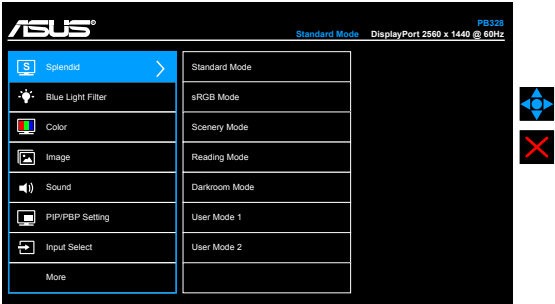 ASUS
PB328
Standard Mode DisplayPort 2560 x 1440 @ 60Hz
S Splendid
Blue Light Filter
Color
Image
Sound
PIP/PBP Setting
Input Select
More
Standard Mode
sRGB Mode
Scenery Mode
Reading Mode
Darkroom Mode
User Mode 1
User Mode 2